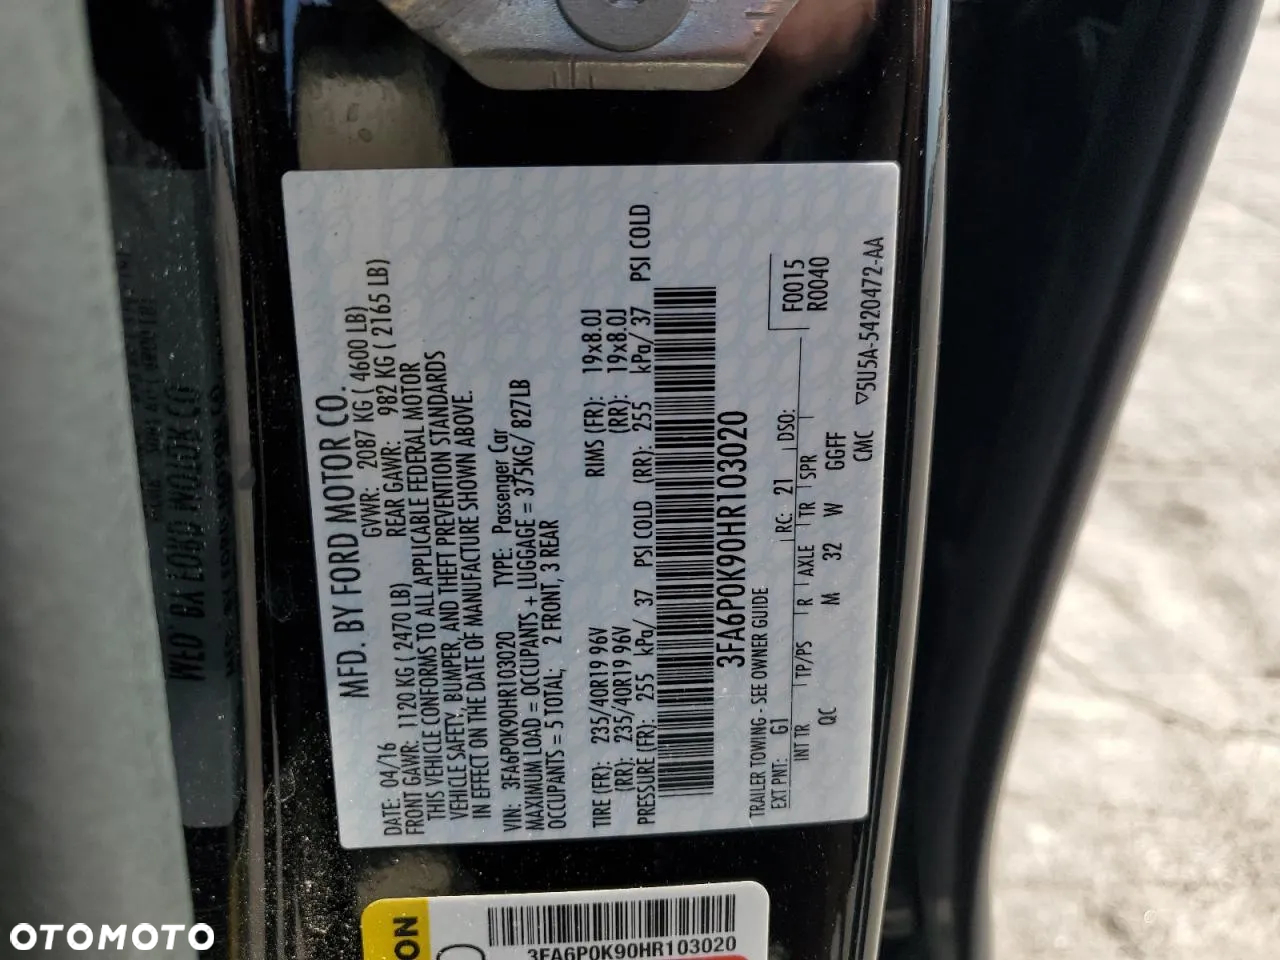 MFD. BY FORD MOTOR CO.
DATE: 04/16 GVWR: 2087 KG ( 4600 LB)
FRONT GAWR: 1120 KG ( 2470 LB) REAR GAWR: 982 KG ( 2165 LB)
THIS VEHICLE CONFORMS TO ALL APPLICABLE FEDERAL MOTOR
VEHICLE SAFETY, BUMPER, AND THEFT PREVENTION STANDARDS
IN EFFECT ON THE DATE OF MANUFACTURE SHOWN ABOVE.
VIN: 3FA6P0K90HR103020 TYPE: Passenger Car
MAXIMUM LOAD = OCCUPANTS + LUGGAGE = 375KG/ 827LB
OCCUPANTS = 5 TOTAL; 2 FRONT, 3 REAR
TIRE (FR): 235/40R19 96V RIMS (FR): 19x8.0J
(RR): 235/40R19 96V (RR): 19x8.0J
PRESSURE (FR): 255 kPa/ 37 PSI COLD (RR): 255 kPa/ 37 PSI COLD
3FA6P0K90HR103020
TRAILER TOWING - SEE OWNER GUIDE
EXT PNT: G1 RC: 21 DSO: F0015
R0040
INT TR TP/PS R AXLE TR SPR
QC M 32 W GGFF
CMC ▽5U5A-5420472-AA
3FA6P0K90HR103020
OTOMOTO